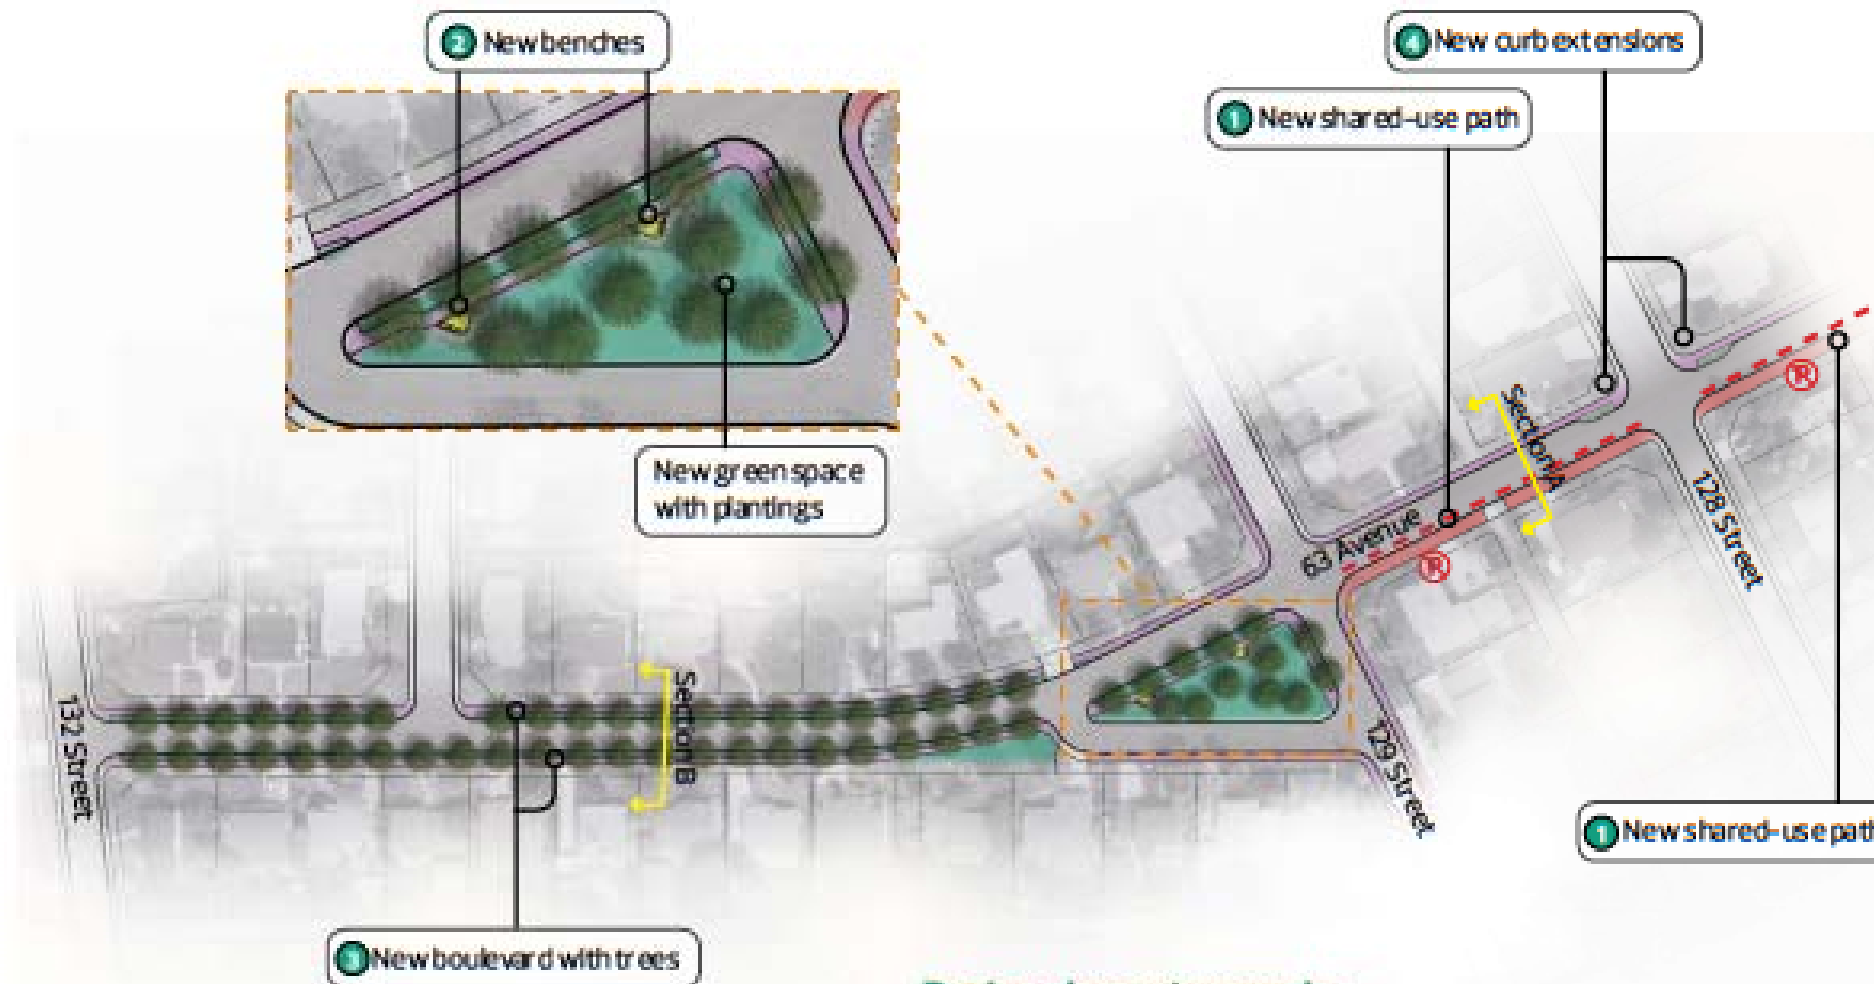 2 New benches
4 New curb extensions
1 New shared-use path
New green space
with plantings
Section A
63 Avenue
128 Street
Section B
132 Street
129 Street
1 New shared-use path
3 New boulevard with trees